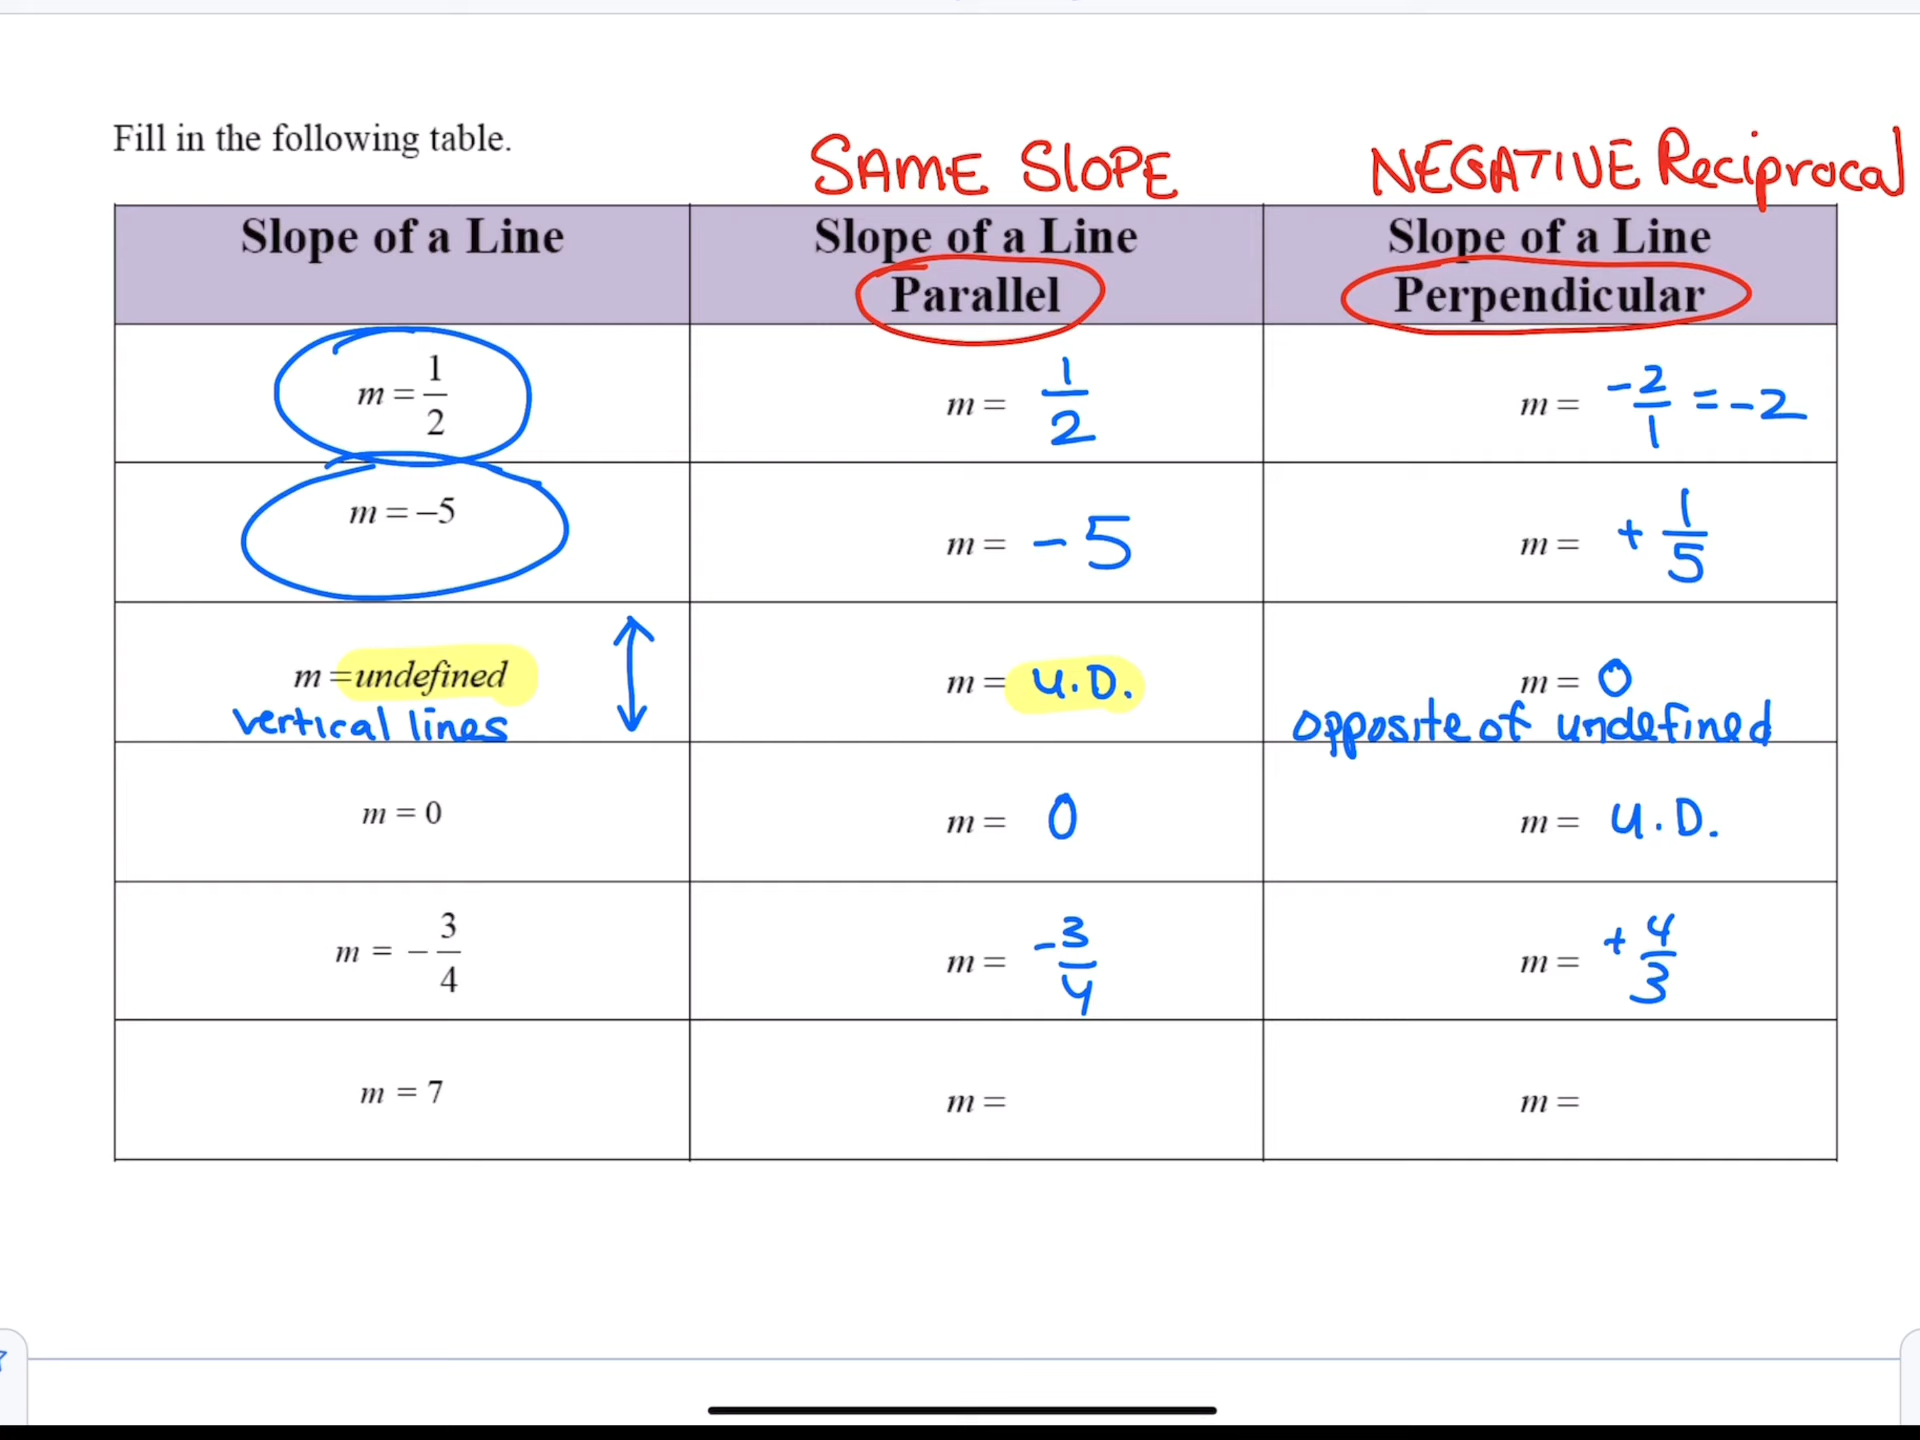 Fill in the following table.
SAME SLOPE
NEGATIVE Reciprocal
Slope of a Line
Slope of a Line
Parallel
Slope of a Line
Perpendicular
m = 1/2
m = 1/2
m = -2/1 = -2
m = –5
m = -5
m = + 1/5
m = undefined
vertical lines
m = U.D.
m = 0
opposite of undefined
m = 0
m = 0
m = U.D.
m = - 3/4
m = -3/4
m = + 4/3
m = 7
m =
m =